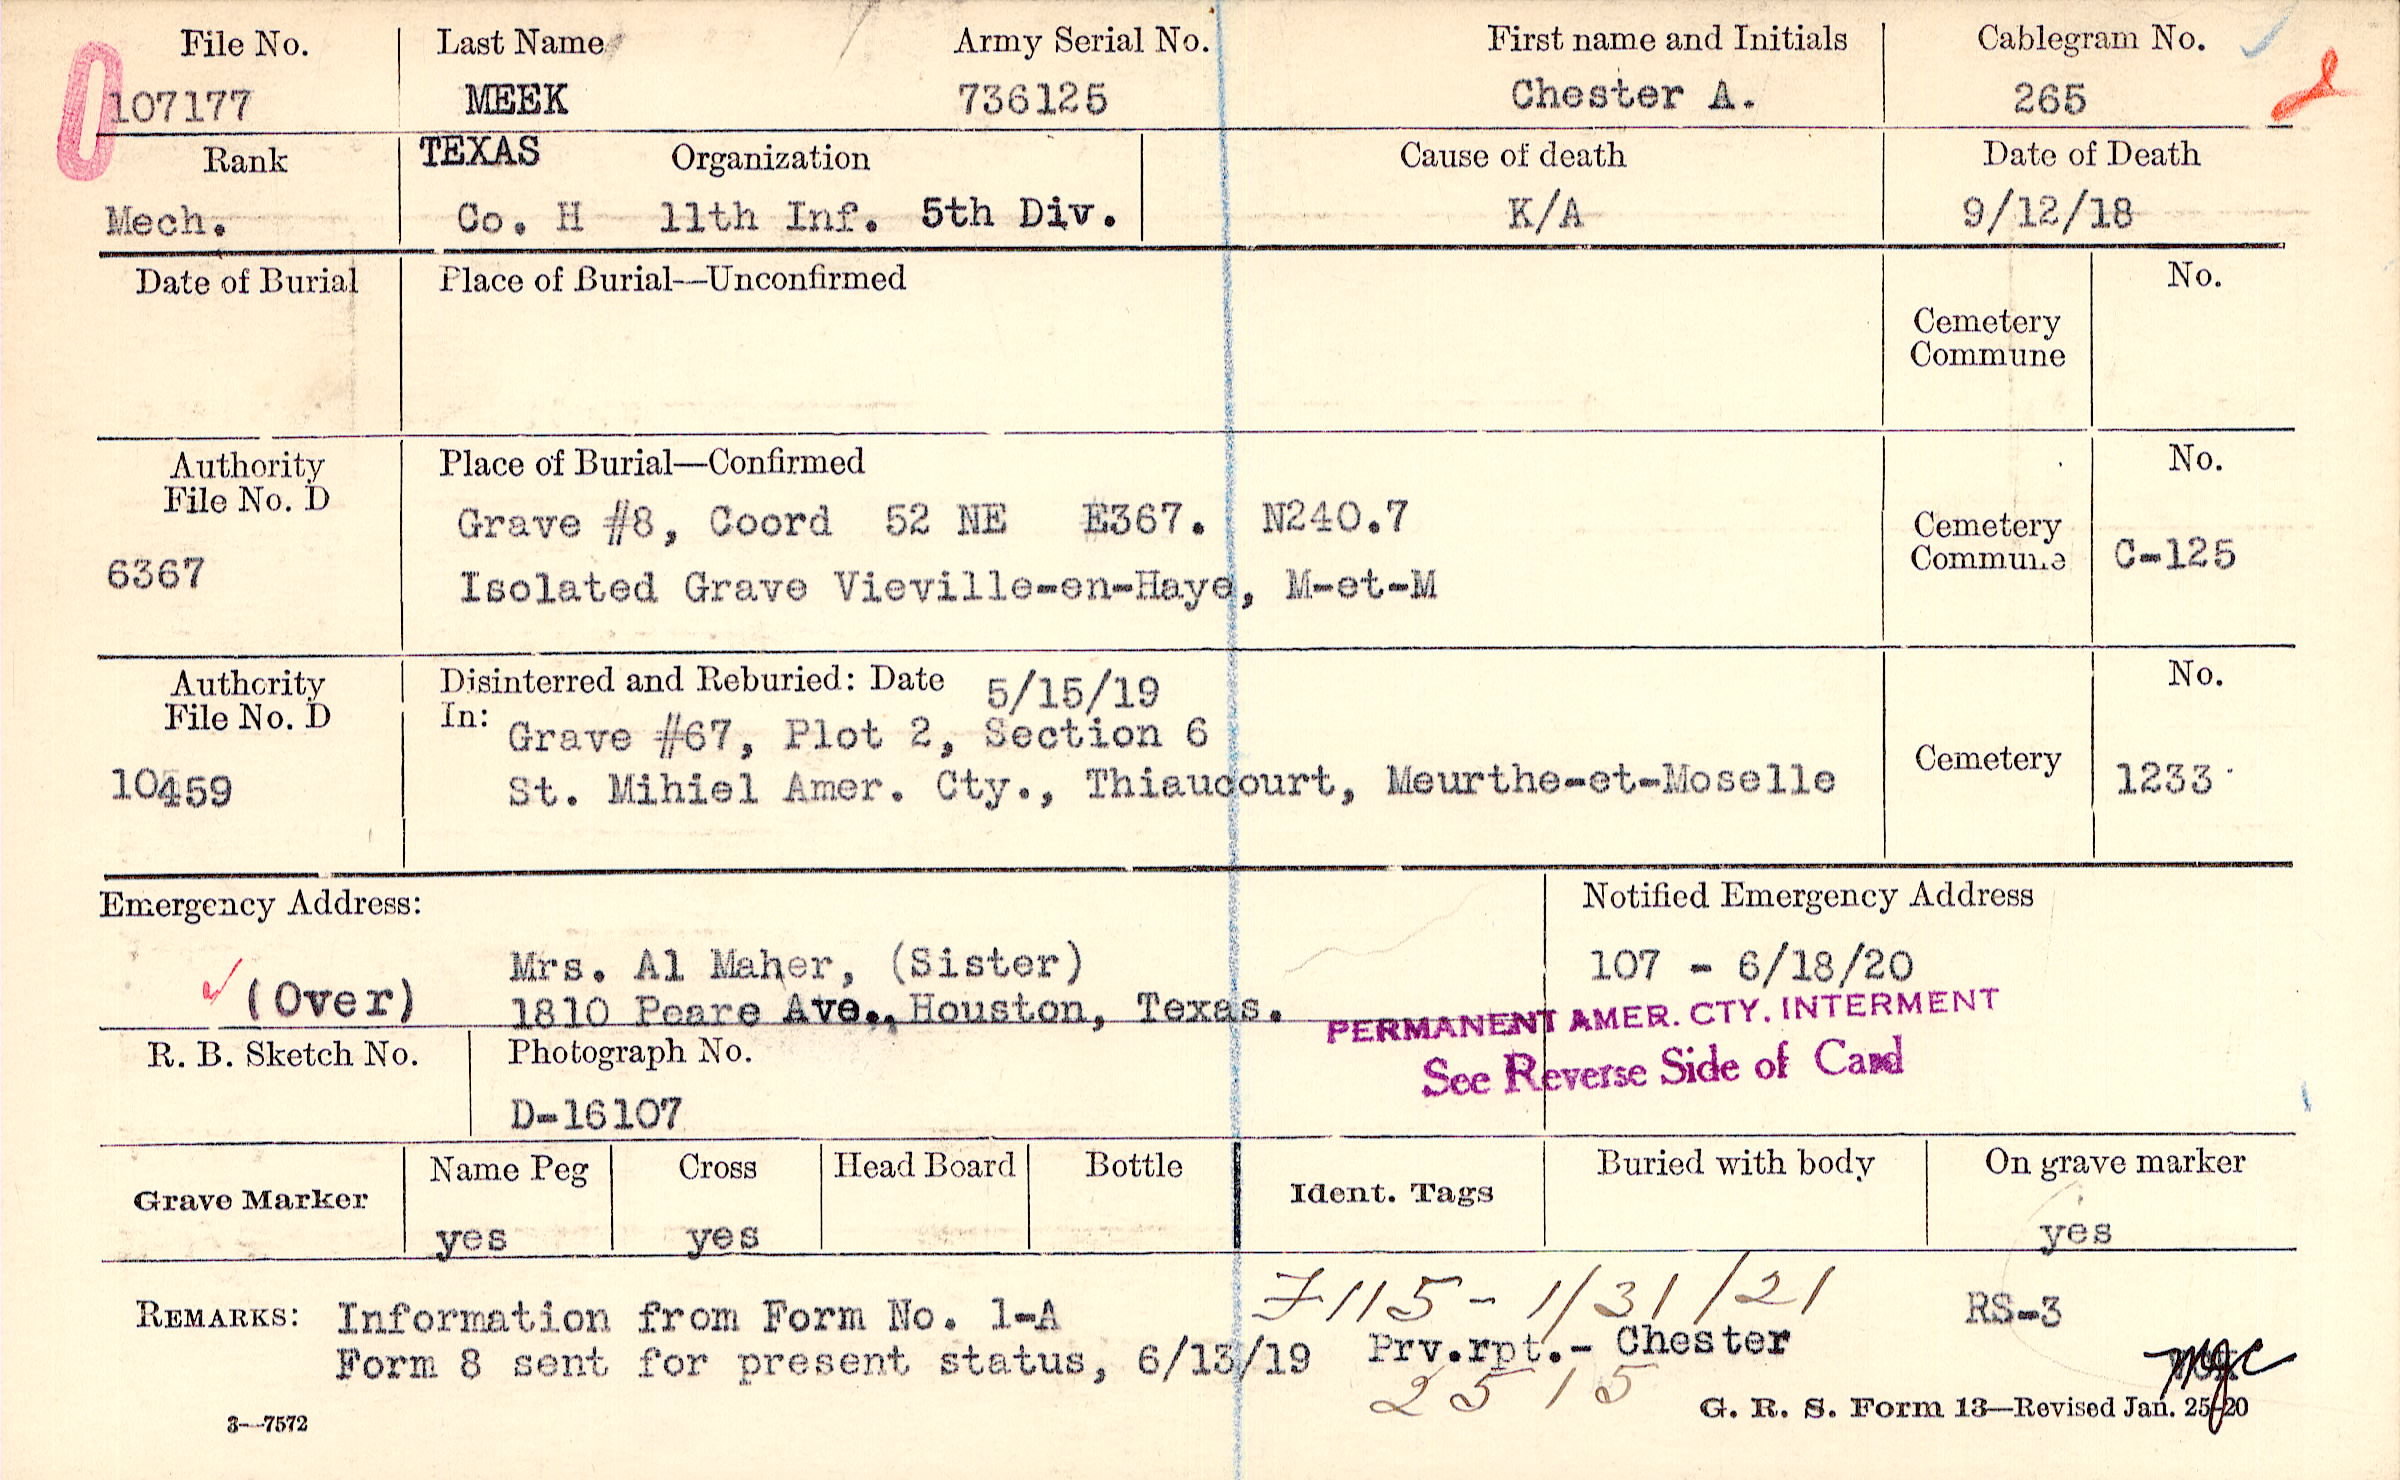 File No. Last Name Army Serial No. First name and Initials Cablegram No.
107177 MEEK 736125 Chester A. 265
Rank TEXAS Organization Cause of death Date of Death
Mech. Co. H 11th Inf. 5th Div. K/A 9/12/18
Date of Burial Place of Burial—Unconfirmed No.
Cemetery
Commune
Authority Place of Burial—Confirmed No.
File No. D
Grave #8, Coord 52 NE E367. N240.7
Cemetery
Commune C-125
6367 Isolated Grave Vieville-en-Haye, M-et-M
Authority Disinterred and Reburied: Date 5/15/19 No.
File No. D In: Grave #67, Plot 2, Section 6
Cemetery
10459 St. Mihiel Amer. Cty., Thiaucourt, Meurthe-et-Moselle 1233
Emergency Address: Notified Emergency Address
Mrs. Al Maher, (Sister) 107 - 6/18/20
(Over) 1810 Peare Ave., Houston, Texas.
PERMANENT AMER. CTY. INTERMENT
See Reverse Side of Card
R. B. Sketch No. Photograph No.
D-16107
Grave Marker Name Peg Cross Head Board Bottle Ident. Tags Buried with body On grave marker
yes yes yes
REMARKS: Information from Form No. 1-A F115 - 1/31/21 RS-3
Form 8 sent for present status, 6/13/19 Prv.rpt.- Chester
2515
3—7572 G. R. S. Form 13—Revised Jan. 25-20